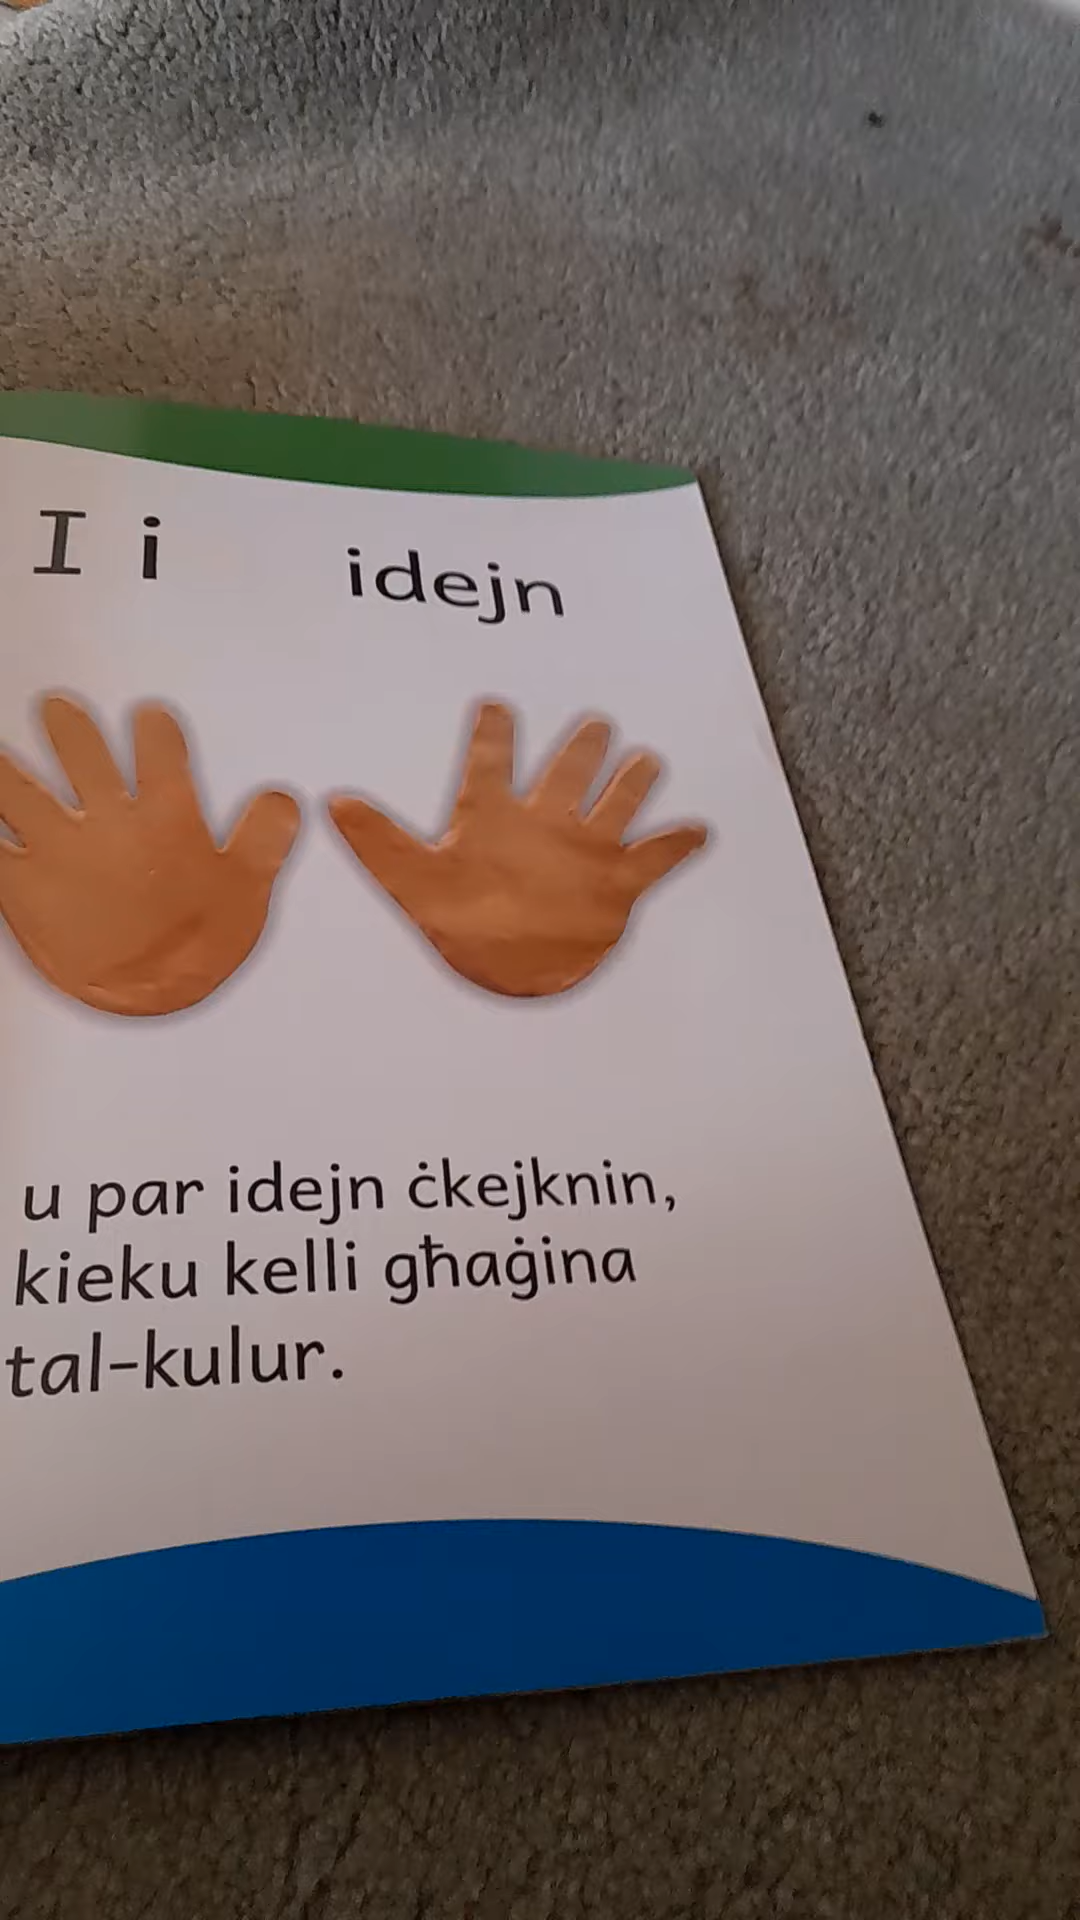 I i idejn
u par idejn ċkejknin,
kieku kelli għaġina
tal-kulur.